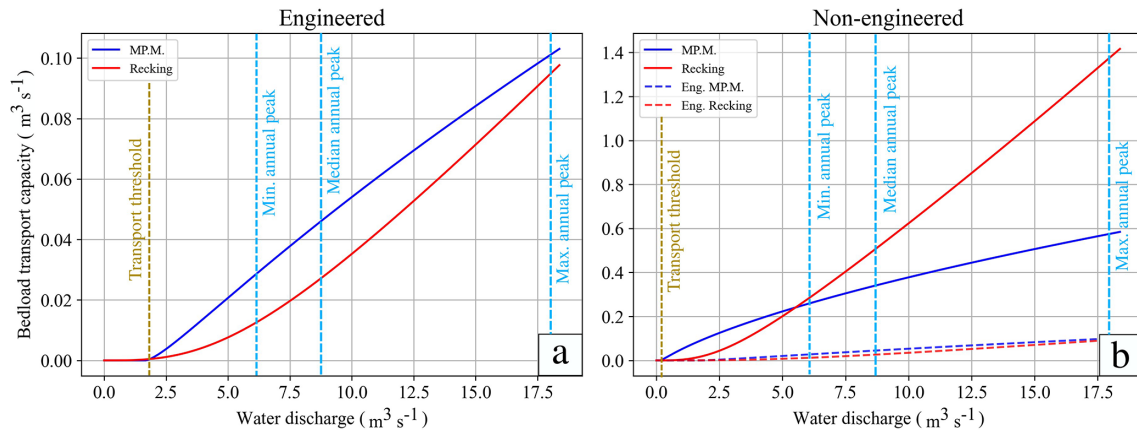 Engineered
MP.M.
Recking
Transport threshold
Min. annual peak
Median annual peak
Max. annual peak
0.10
0.08
0.06
0.04
0.02
0.00
Bedload transport capacity ( m³ s⁻¹)
0.0 2.5 5.0 7.5 10.0 12.5 15.0 17.5
Water discharge ( m³ s⁻¹)
a
Non-engineered
MP.M.
Recking
Eng. MP.M.
Eng. Recking
Transport threshold
Min. annual peak
Median annual peak
Max. annual peak
1.4
1.2
1.0
0.8
0.6
0.4
0.2
0.0
0.0 2.5 5.0 7.5 10.0 12.5 15.0 17.5
Water discharge ( m³ s⁻¹)
b